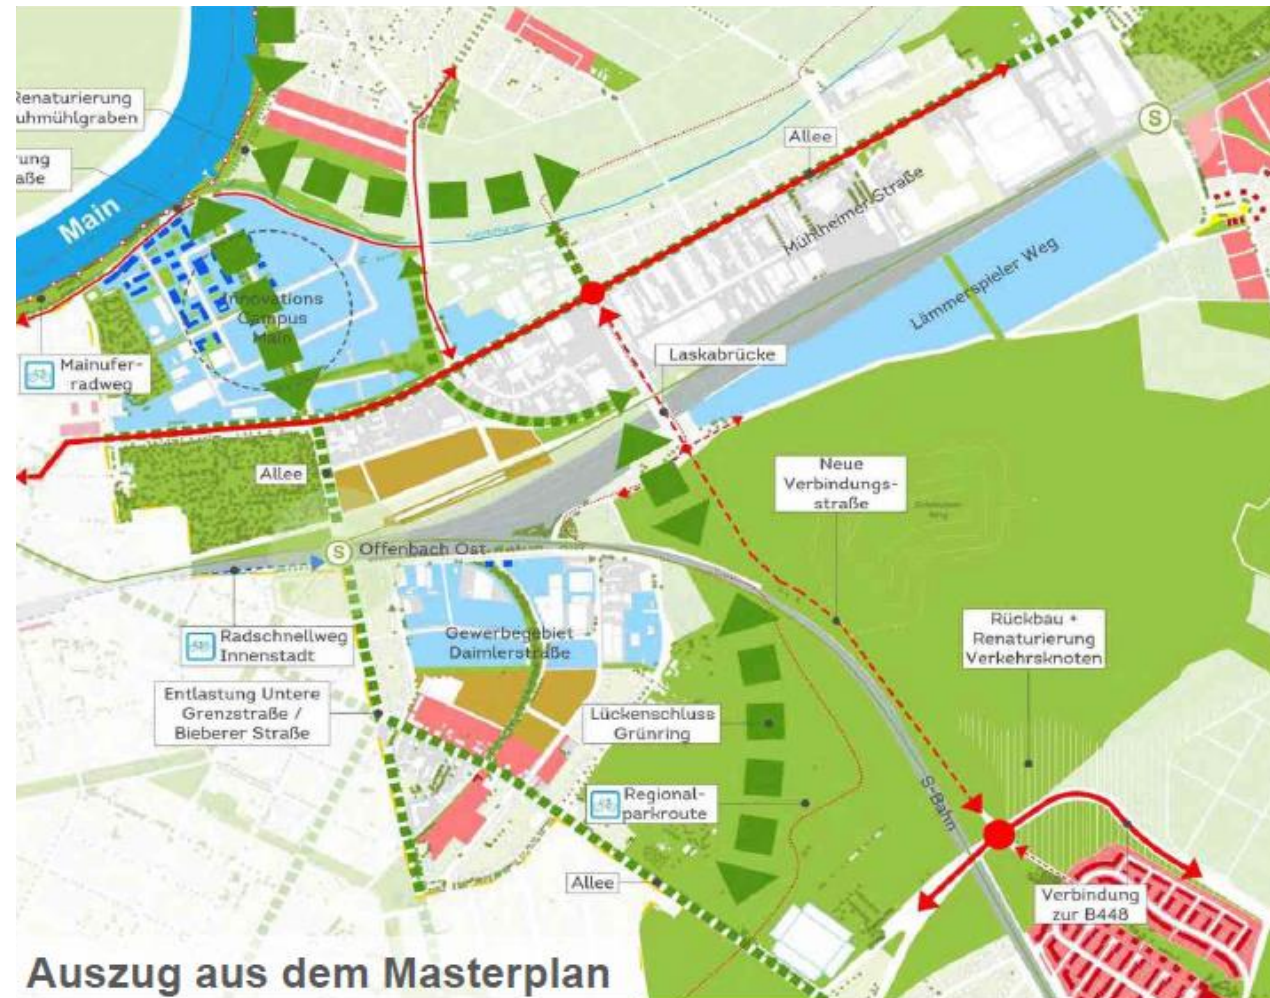 Renaturierung
uhmühlgraben
rung
aße
Main
Allee
S
Mühlheimer Straße
Innovations
Campus
Main
Lämmerspieler Weg
Mainufer-
radweg
Laskabrücke
Allee
Neue
Verbindungs-
straße
S
Offenbach Ost
Radschnellweg
Innenstadt
Gewerbegebiet
Daimlerstraße
Rückbau +
Renaturierung
Verkehrsknoten
Entlastung Untere
Grenzstraße /
Bieberer Straße
Lückenschluss
Grünring
Regional-
parkroute
S-Bahn
Allee
Verbindung
zur B448
Auszug aus dem Masterplan